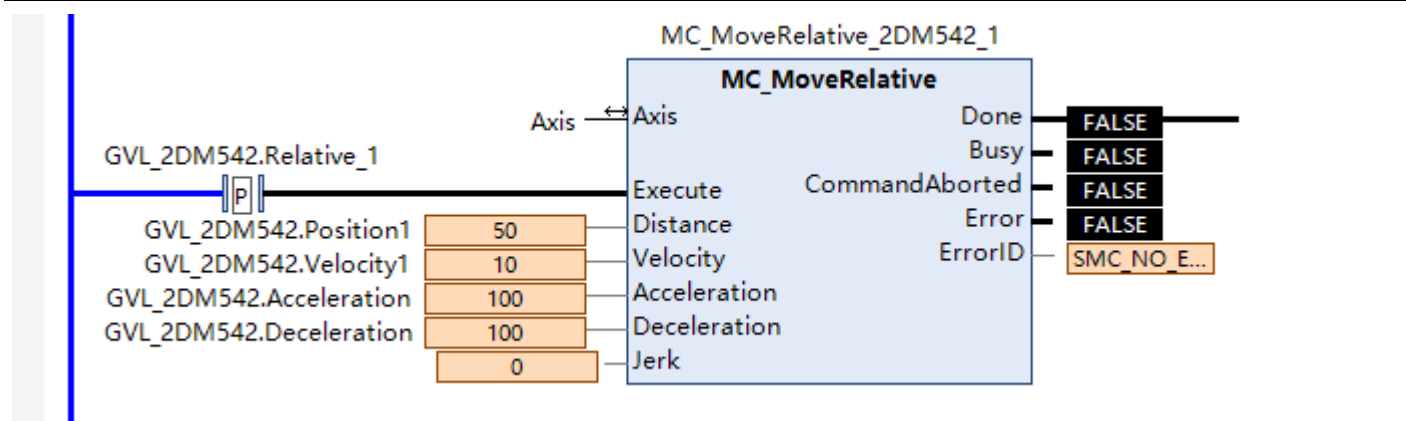 MC_MoveRelative_2DM542_1
MC_MoveRelative
Axis Axis Done FALSE
GVL_2DM542.Relative_1 Busy FALSE
P Execute CommandAborted FALSE
GVL_2DM542.Position1 50 Distance Error FALSE
GVL_2DM542.Velocity1 10 Velocity ErrorID SMC_NO_E...
GVL_2DM542.Acceleration 100 Acceleration
GVL_2DM542.Deceleration 100 Deceleration
0 Jerk